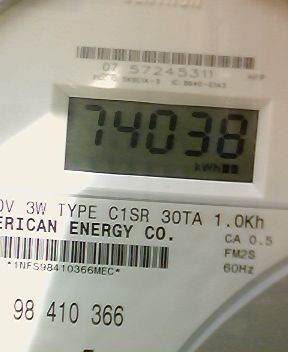 07 57245311
74038
kWh
0V 3W TYPE C1SR 30TA 1.0Kh
ERICAN ENERGY CO.
CA 0.5
FM2S
60Hz
*1NFS98410366MEC*
98 410 366